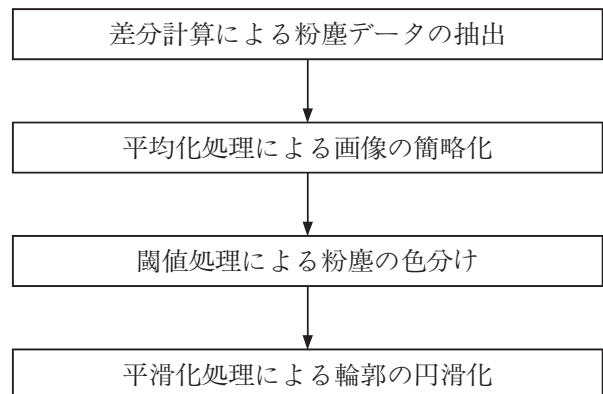 差分計算による粉塵データの抽出
平均化処理による画像の簡略化
閾値処理による粉塵の色分け
平滑化処理による輪郭の円滑化